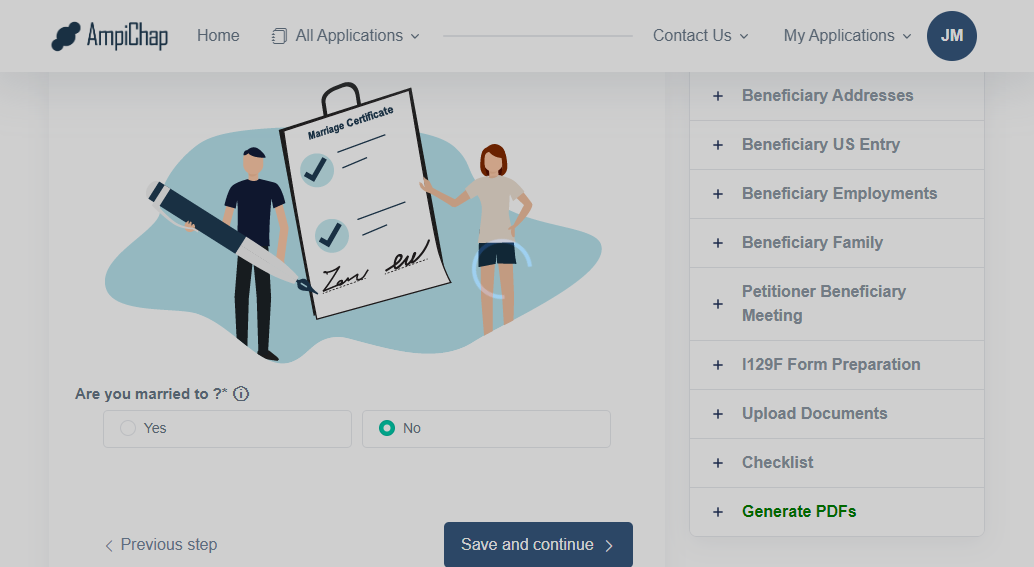 AmpiChap
Home
All Applications
Contact Us
My Applications
JM
Marriage Certificate
Are you married to ?*
Yes
No
Previous step
Save and continue
Beneficiary Addresses
Beneficiary US Entry
Beneficiary Employments
Beneficiary Family
Petitioner Beneficiary
Meeting
I129F Form Preparation
Upload Documents
Checklist
Generate PDFs